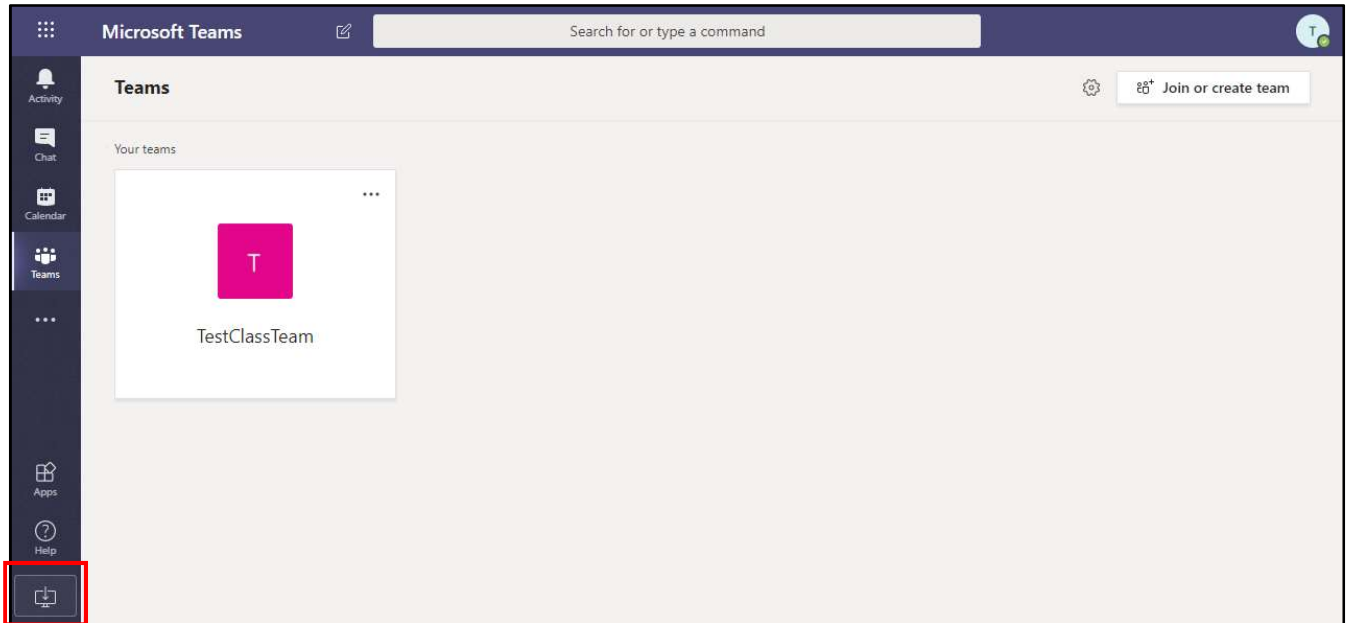 Microsoft Teams
Search for or type a command
T
Activity
Chat
Calendar
Teams
Apps
Help
Teams
Join or create team
Your teams
T
TestClassTeam